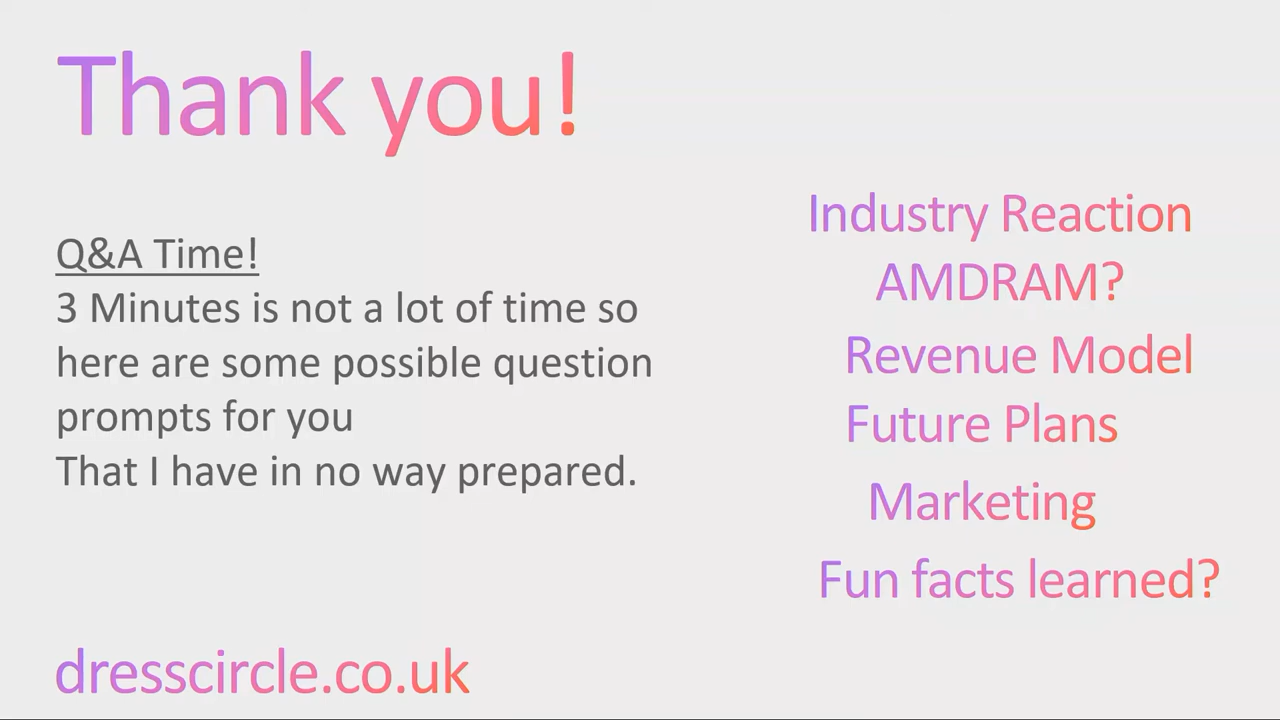 Thank you!
Q&A Time!
3 Minutes is not a lot of time so
here are some possible question
prompts for you
That I have in no way prepared.
Industry Reaction
AMDRAM?
Revenue Model
Future Plans
Marketing
Fun facts learned?
dresscircle.co.uk